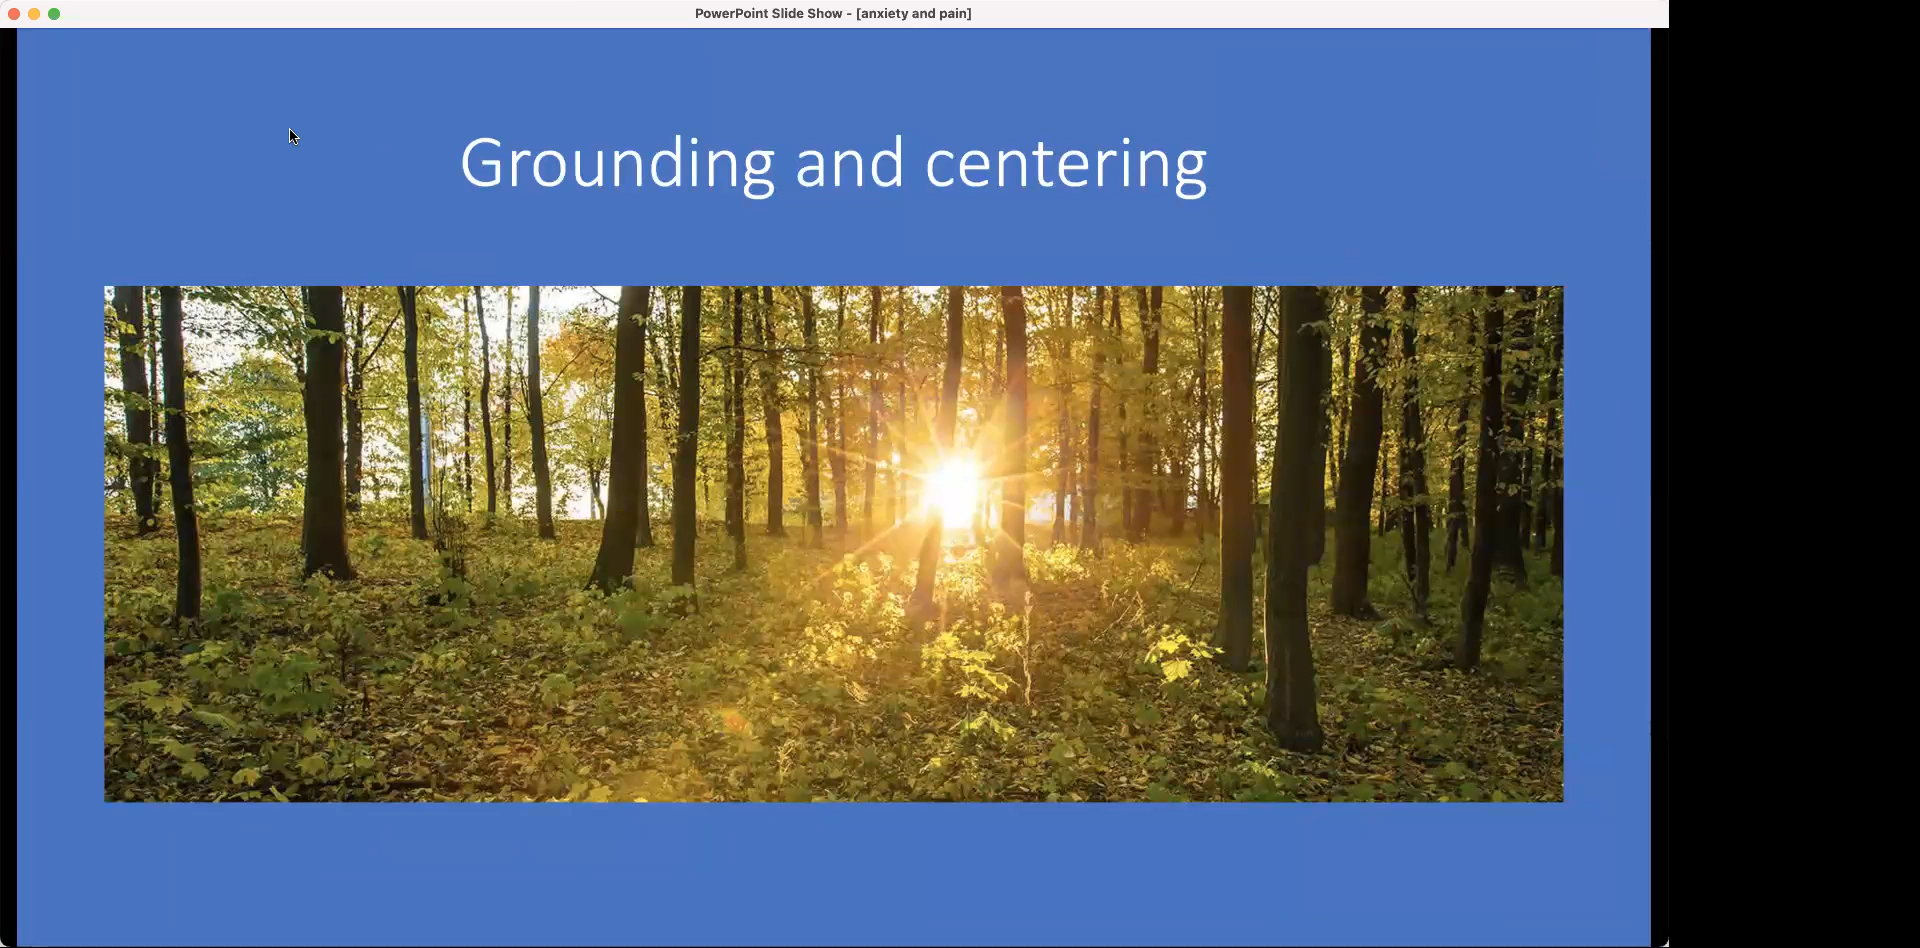 PowerPoint Slide Show - [anxiety and pain]
Grounding and centering